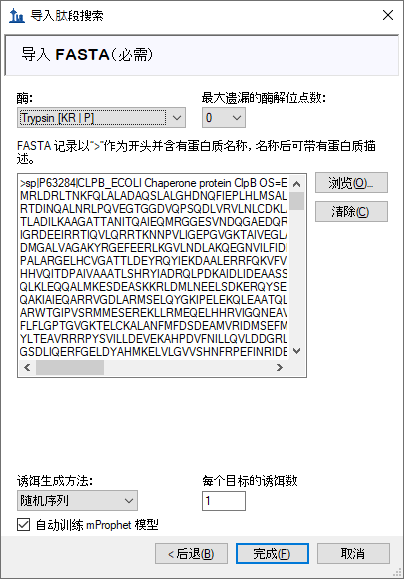 导入肽段搜索
导入 FASTA(必需)
酶:
最大遗漏的酶解位点数:
Trypsin [KR | P]
0
FASTA 记录以">"作为开头并含有蛋白质名称，名称后可带有蛋白质描
述。
>sp|P63284|CLPB_ECOLI Chaperone protein ClpB OS=E
MRLDRLTNKFQLALADAQSLALGHDNQFIEPLHLMSAL
RTDINQALNRLPQVEGTGGDVQPSQDLVRVLNLCDKL
TLADILKAAGATTANITQAIEQMRGGESVNDQGAEDQR
IGRDEEIRRTIQVLQRRTKNNPVLIGEPGVGKTAIVEGLA
DMGALVAGAKYRGEFEERLKGVLNDLAKQEGNVILFID
PALARGELHCVGATTLDEYRQYIEKDAALERRFQKVFV
HHVQITDPAIVAAATLSHRYIADRQLPDKAIDLIDEAASS
QLKLEQQALMKESDEASKKRLDMLNEELSDKERQYSE
QAKIAIEQARRVGDLARMSELQYGKIPELEKQLEAATQL
ARWTGIPVSRMMESEREKLLRMEQELHHRVIGQNEAV
FLFLGPTGVGKTELCKALANFMFDSDEAMVRIDMSEFM
YLTEAVRRRPYSVILLDEVEKAHPDVFNILLQVLDDGRL
GSDLIQERFGELDYAHMKELVLGVVSHNFRPEFINRIDE
浏览(O)...
清除(C)
诱饵生成方法:
每个目标的诱饵数
随机序列
1
自动训练 mProphet 模型
< 后退(B)
完成(F)
取消